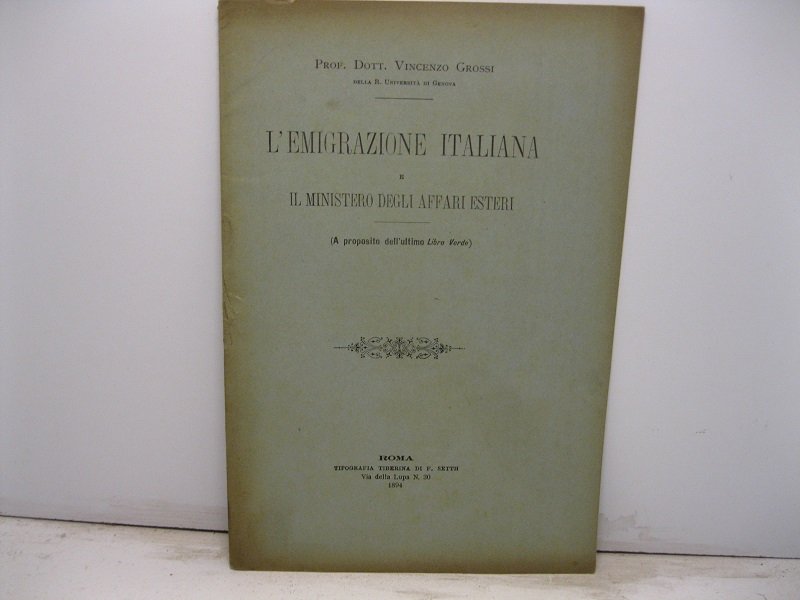 PROF. DOTT. VINCENZO GROSSI
DELLA R. UNIVERSITÀ DI GENOVA
L'EMIGRAZIONE ITALIANA
E
IL MINISTERO DEGLI AFFARI ESTERI
(A proposito dell'ultimo Libro Verde)
ROMA
TIPOGRAFIA TIBERINA DI F. SETTH
Via della Lupa N. 30
1894